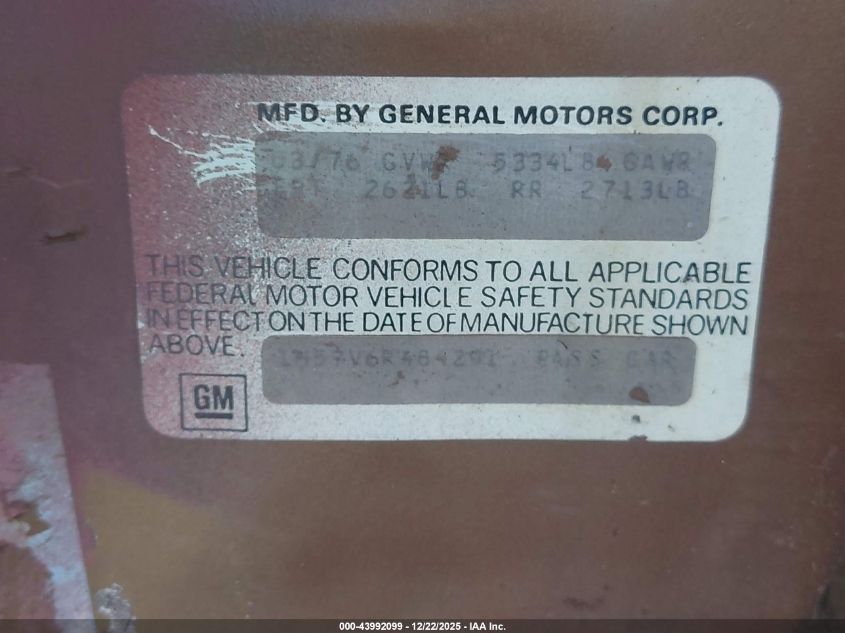 MFD. BY GENERAL MOTORS CORP.
03/76 GVWR 5334LB GAWR
2621LB RR 2713LB
THIS VEHICLE CONFORMS TO ALL APPLICABLE
FEDERAL MOTOR VEHICLE SAFETY STANDARDS
IN EFFECT ON THE DATE OF MANUFACTURE SHOWN
ABOVE.
PASS CAR
GM
000-43992099 - 12/22/2025 - IAA Inc.